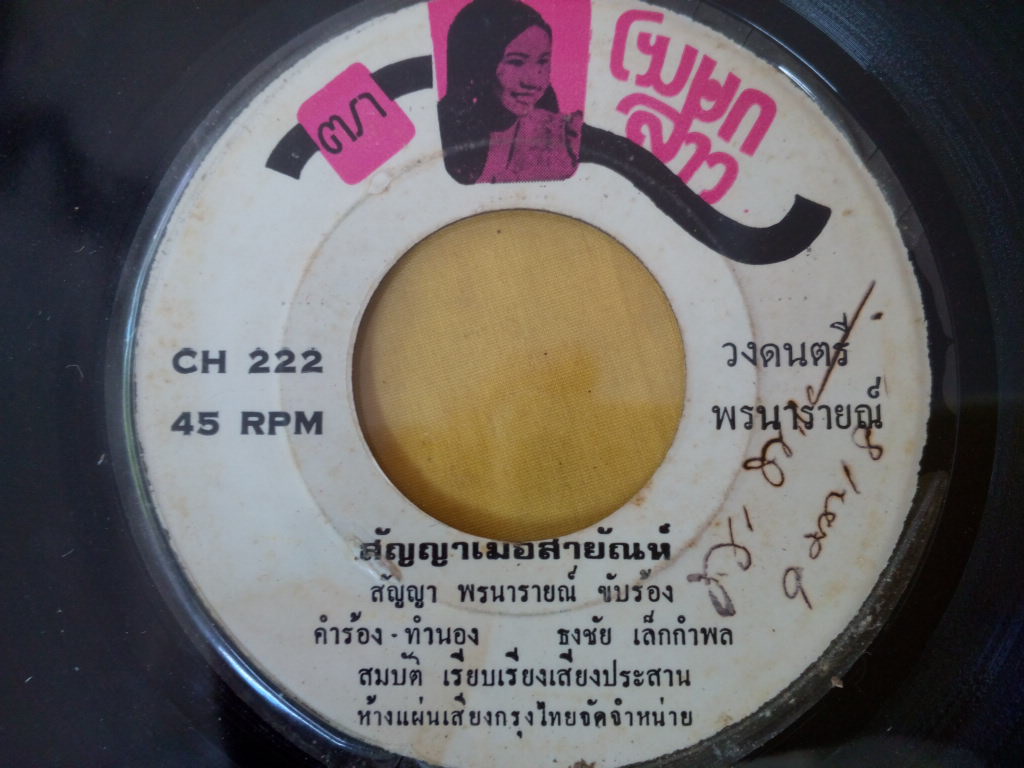 ตรา
โฆษก
สาว
CH 222
45 RPM
วงดนตรี
พรนารายณ์
สัญญาเมื่อสายัณห์
สัญญา พรนารายณ์ ขับร้อง
คำร้อง - ทำนอง ธงชัย เล็กกำพล
สมบัติ เรียบเรียงเสียงประสาน
ห้างแผ่นเสียงกรุงไทยจัดจำหน่าย